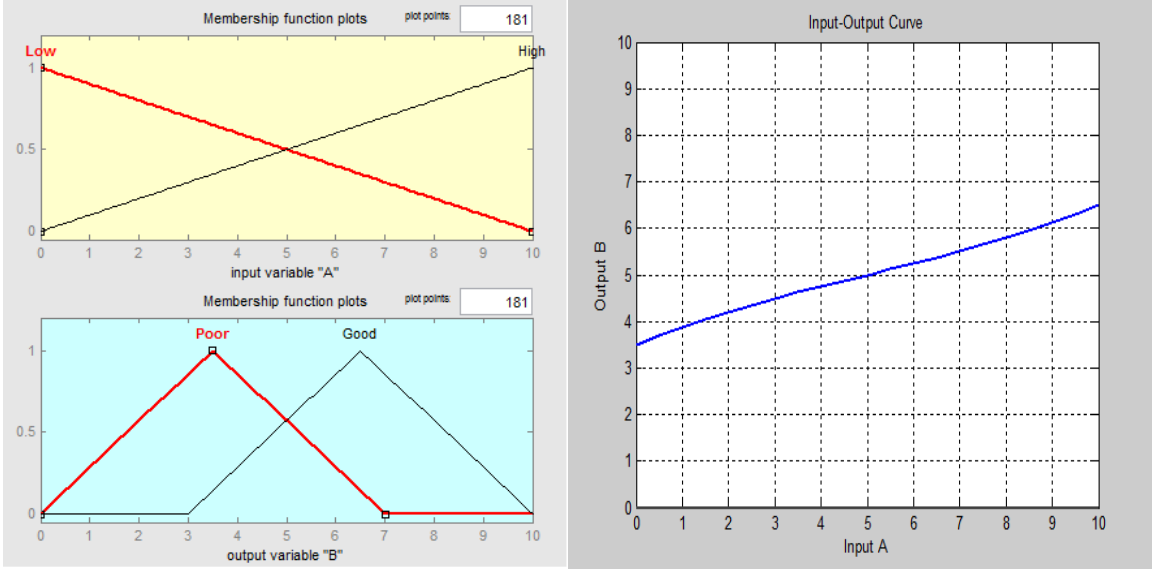 Membership function plots plot points: 181
Low High
1
0.5
0
0 1 2 3 4 5 6 7 8 9 10
input variable "A"
Membership function plots plot points: 181
Poor Good
1
0.5
0
0 1 2 3 4 5 6 7 8 9 10
output variable "B"
Input-Output Curve
10
9
8
7
6
5
4
3
2
1
0
Output B
0 1 2 3 4 5 6 7 8 9 10
Input A